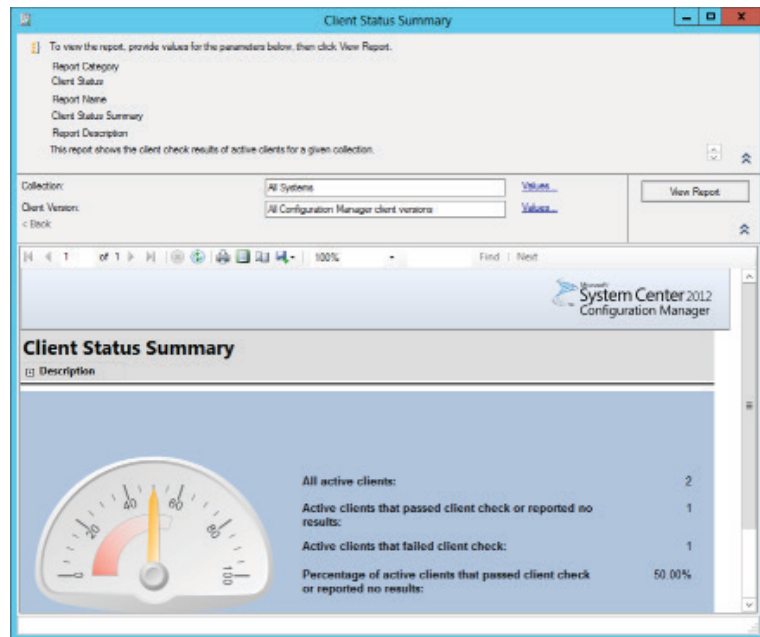 Client Status Summary
To view the report, provide values for the parameters below, then click View Report.
Report Category
Client Status
Report Name
Client Status Summary
Report Description
This report shows the client check results of active clients for a given collection.
Collection: All Systems Values...
Client Version: All Configuration Manager client versions Values...
View Report
< Back
1 of 1 100% Find | Next
Microsoft
System Center 2012
Configuration Manager
Client Status Summary
Description
0 20 40 60 80 100
All active clients: 2
Active clients that passed client check or reported no 1
results:
Active clients that failed client check: 1
Percentage of active clients that passed client check 50.00%
or reported no results: